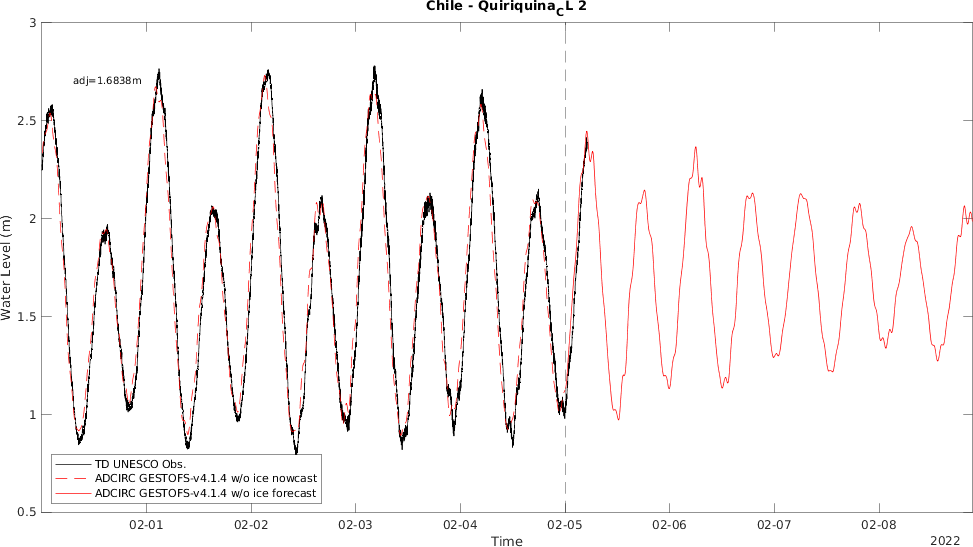 Chile - Quiriquina_CL 2
3
adj=1.6838m
2.5
2
Water Level (m)
1.5
1
TD UNESCO Obs.
ADCIRC GESTOFS-v4.1.4 w/o ice nowcast
ADCIRC GESTOFS-v4.1.4 w/o ice forecast
0.5
02-01 02-02 02-03 02-04 02-05 02-06 02-07 02-08
Time
2022